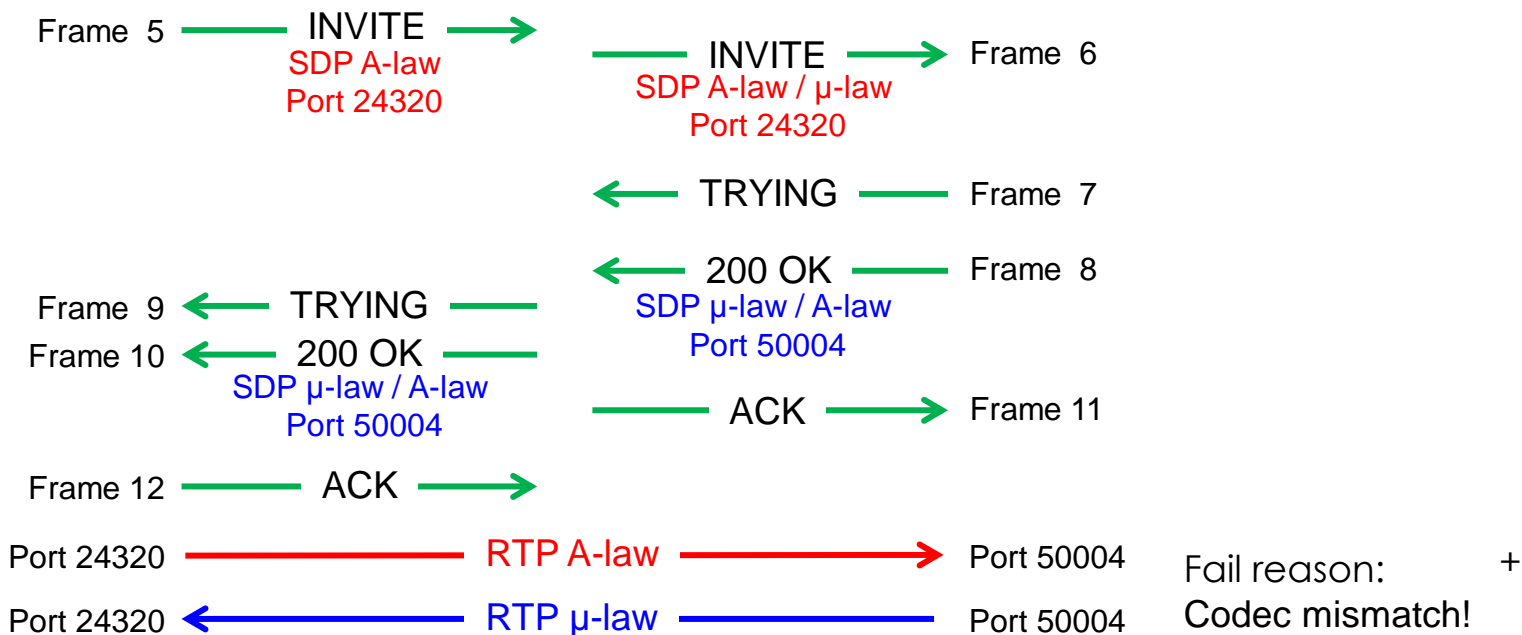 Frame 5 INVITE
SDP A-law
Port 24320
INVITE Frame 6
SDP A-law / µ-law
Port 24320
TRYING Frame 7
200 OK Frame 8
SDP µ-law / A-law
Port 50004
Frame 9 TRYING
Frame 10 200 OK
SDP µ-law / A-law
Port 50004
ACK Frame 11
Frame 12 ACK
Port 24320 RTP A-law Port 50004
Port 24320 RTP µ-law Port 50004
Fail reason: +
Codec mismatch!